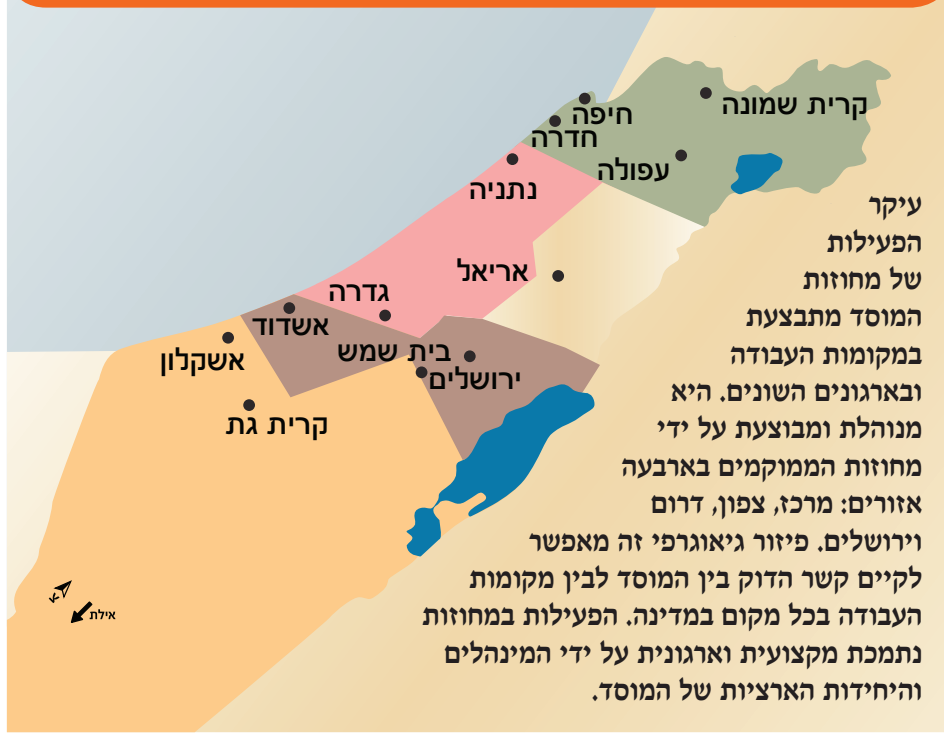 קרית שמונה
חיפה
חדרה
עפולה
נתניה
אריאל
גדרה
אשדוד
בית שמש
אשקלון
ירושלים
קרית גת
אילת
עיקר
הפעילות
של מחוזות
המוסד מתבצעת
במקומות העבודה
ובארגונים השונים. היא
מנוהלת ומבוצעת על ידי
מחוזות הממוקמים בארבעה
אזורים: מרכז, צפון, דרום
וירושלים. פיזור גיאוגרפי זה מאפשר
לקיים קשר הדוק בין המוסד לבין מקומות
העבודה בכל מקום במדינה. הפעילות במחוזות
נתמכת מקצועית וארגונית על ידי המינהלים
והיחידות הארציות של המוסד.